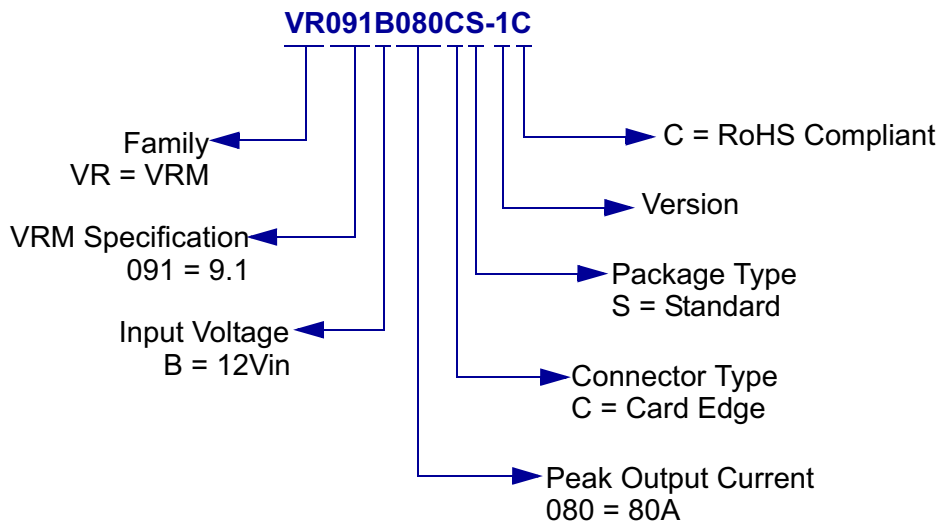 VR091B080CS-1C
Family
VR = VRM
C = RoHS Compliant
Version
VRM Specification
091 = 9.1
Package Type
S = Standard
Input Voltage
B = 12Vin
Connector Type
C = Card Edge
Peak Output Current
080 = 80A